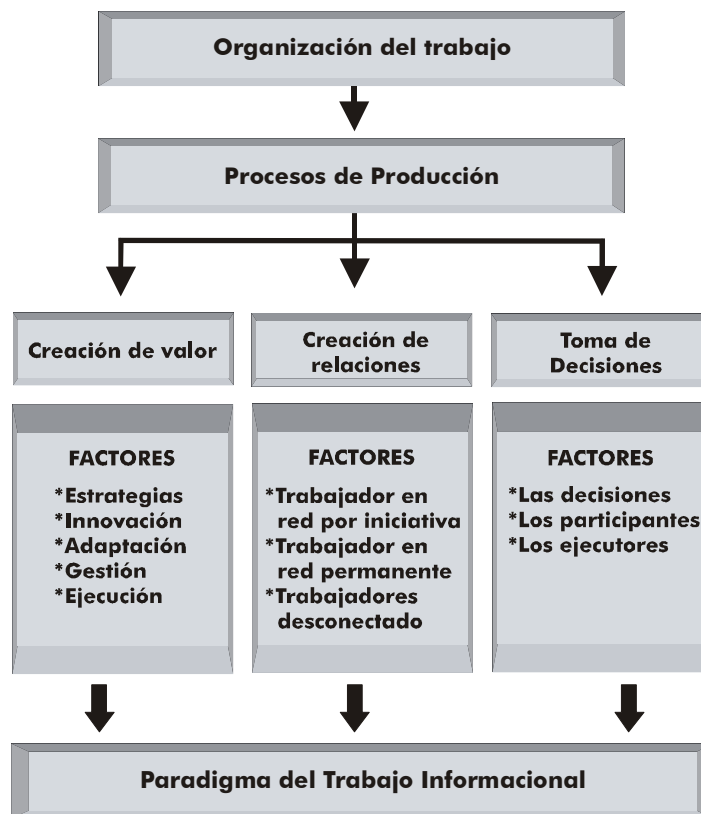 Organización del trabajo
Procesos de Producción
Creación de valor
Creación de
relaciones
Toma de
Decisiones
FACTORES
*Estrategias
*Innovación
*Adaptación
*Gestión
*Ejecución
FACTORES
*Trabajador en
red por iniciativa
*Trabajador en
red permanente
*Trabajadores
desconectado
FACTORES
*Las decisiones
*Los participantes
*Los ejecutores
Paradigma del Trabajo Informacional